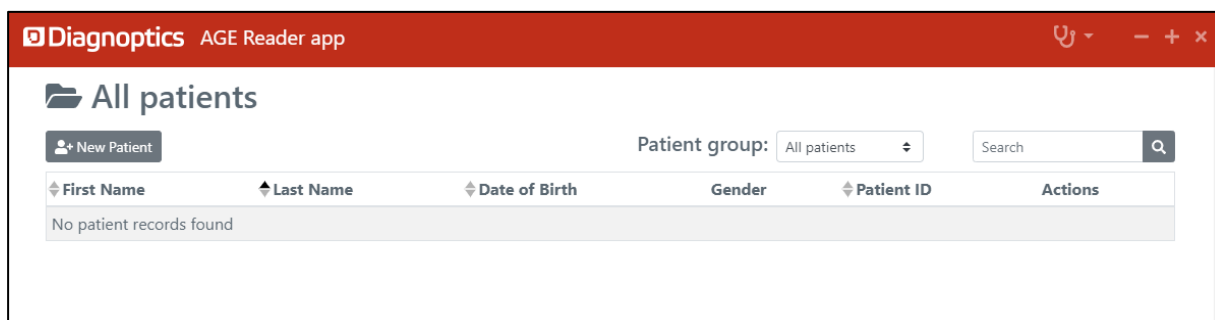 Diagnoptics AGE Reader app
All patients
New Patient Patient group: All patients Search
First Name Last Name Date of Birth Gender Patient ID Actions
No patient records found